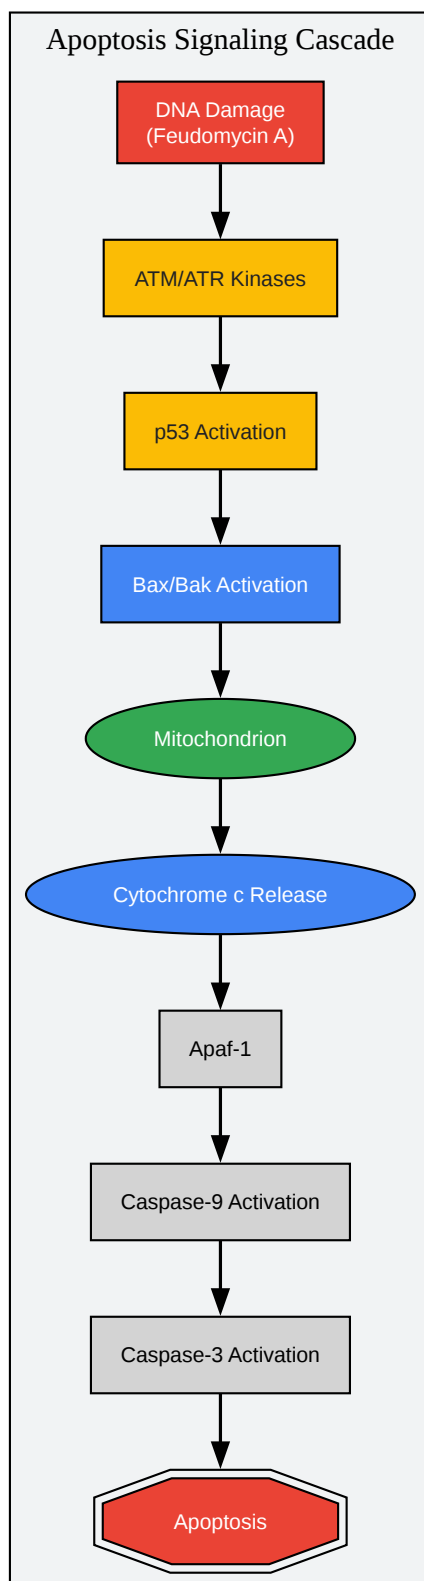 Apoptosis Signaling Cascade
DNA Damage
(Feudomycin A)
ATM/ATR Kinases
p53 Activation
Bax/Bak Activation
Mitochondrion
Cytochrome c Release
Apaf-1
Caspase-9 Activation
Caspase-3 Activation
Apoptosis